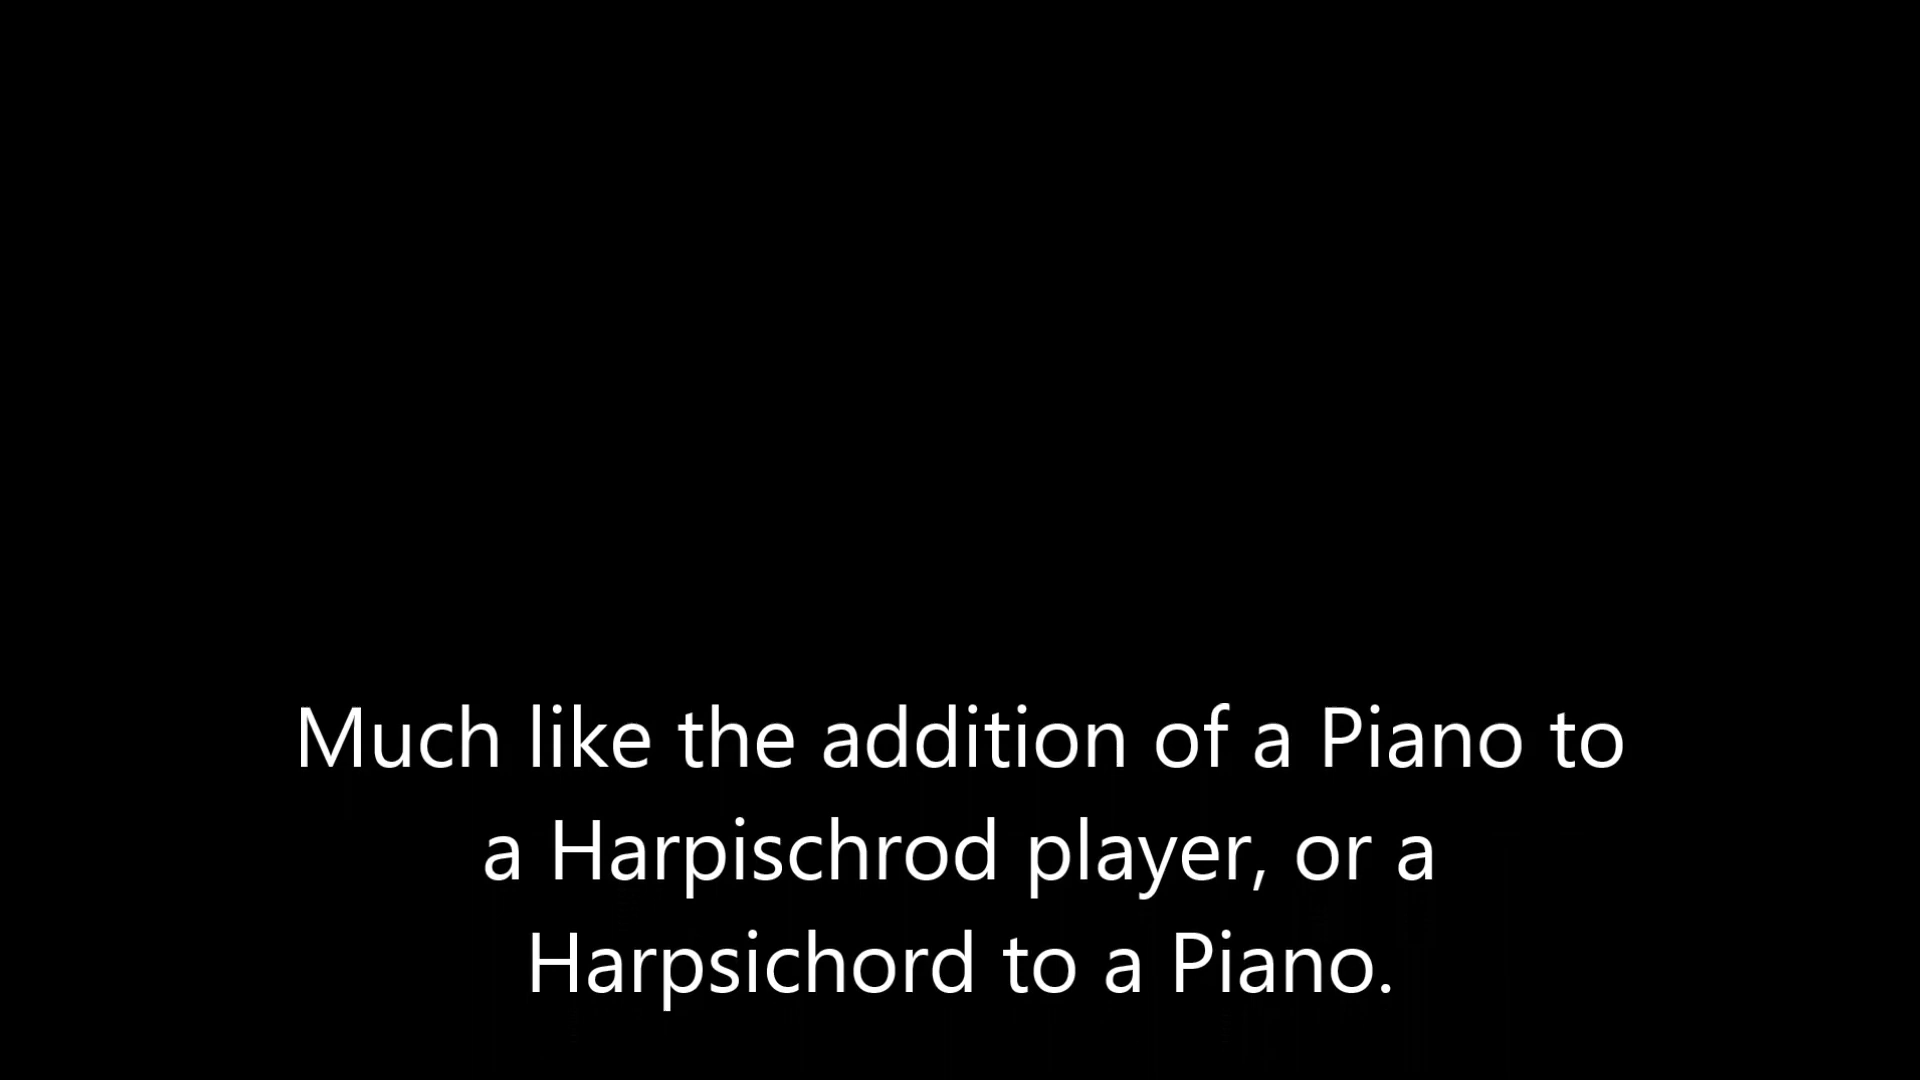 Much like the addition of a Piano to
a Harpischrod player, or a
Harpsichord to a Piano.